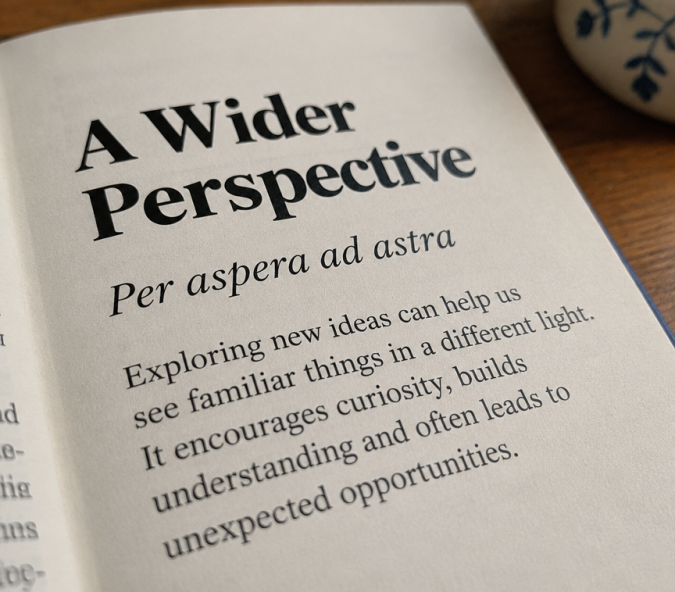 A Wider
Perspective
Per aspera ad astra
Exploring new ideas can help us
see familiar things in a different light.
It encourages curiosity, builds
understanding and often leads to
unexpected opportunities.